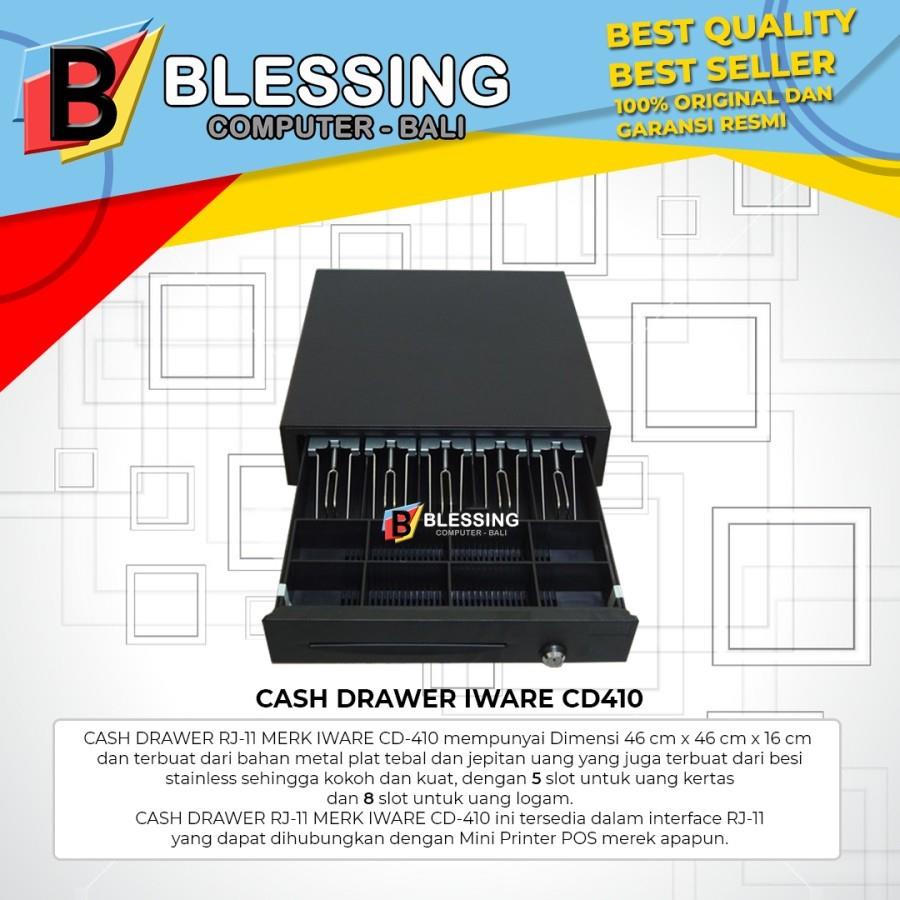 B BLESSING
COMPUTER - BALI
BEST QUALITY
BEST SELLER
100% ORIGINAL DAN
GARANSI RESMI
B BLESSING
COMPUTER - BALI
CASH DRAWER IWARE CD410
CASH DRAWER RJ-11 MERK IWARE CD-410 mempunyai Dimensi 46 cm x 46 cm x 16 cm
dan terbuat dari bahan metal plat tebal dan jepitan uang yang juga terbuat dari besi
stainless sehingga kokoh dan kuat, dengan 5 slot untuk uang kertas
dan 8 slot untuk uang logam.
CASH DRAWER RJ-11 MERK IWARE CD-410 ini tersedia dalam interface RJ-11
yang dapat dihubungkan dengan Mini Printer POS merek apapun.